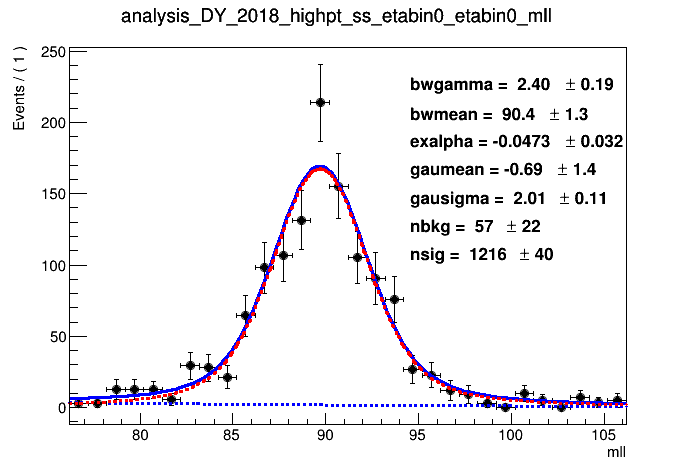 analysis_DY_2018_highpt_ss_etabin0_etabin0_mll
Events / ( 1 )
250
200
150
100
50
0
bwgamma = 2.40 ± 0.19
bwmean = 90.4 ± 1.3
exalpha = -0.0473 ± 0.032
gaumean = -0.69 ± 1.4
gausigma = 2.01 ± 0.11
nbkg = 57 ± 22
nsig = 1216 ± 40
80 85 90 95 100 105
mll